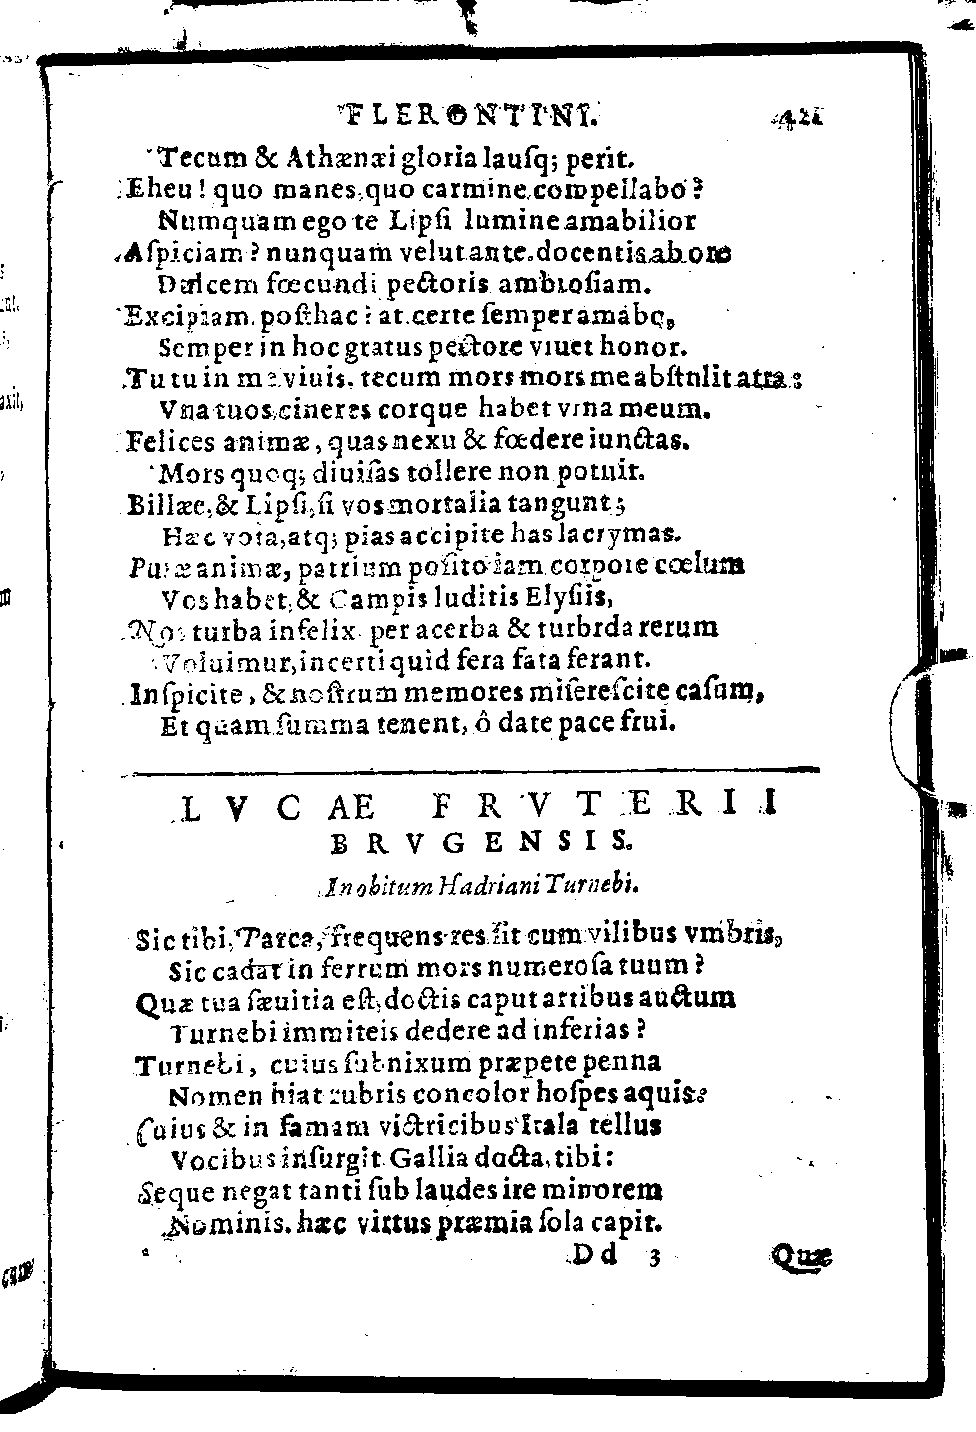 FLERONTINI. 421
Tecum & Athænæi gloria lauſq; perit.
Eheu! quo manes, quo carmine compellabo?
Numquam ego te Lipſi lumine amabilior
Aſpiciam? nunquam velut ante docentis ab ore
Dulcem fœcundi pectoris ambroſiam.
Excipiam poſthac: at certe ſemper amabo,
Semper in hoc gratus pectore viuet honor.
Tu tu in me viuis, tecum mors mors me abſtulit atra:
Vna tuos cineres corque habet vrna meum.
Felices animæ, quas nexu & fœdere iunctas.
Mors quoq; diuiſas tollere non potuit.
Billæe, & Lipſi, ſi vos mortalia tangunt;
Hæc vota, atq; pias accipite has lacrymas.
Puræ animæ, patrium poſito iam corpore cœlum
Vos habet, & Campis luditis Elyſiis,
Nos turba infelix per acerba & turbida rerum
Voluimur, incerti quid fera fata ferant.
Inſpicite, & noſtrum memores miſereſcite caſum,
Et quam ſumma tenent, ô date pace frui.
LVCAE FRVTERII
BRVGENSIS.
In obitum Hadriani Turnebi.
Sic tibi, Parca, frequens res ſit cum vilibus vmbris,
Sic cadat in ferrum mors numeroſa tuum?
Quæ tua ſæuitia eſt, doctis caput artibus auctum
Turnebi immiteis dedere ad inferias?
Turnebi, cuius ſubnixum præpete penna
Nomen hiat rubris concolor hoſpes aquis?
Cuius & in famam victricibus Itala tellus
Vocibus inſurgit Gallia docta, tibi:
Seque negat tanti ſub laudes ire minorem
Nominis. hæc virtus præmia ſola capit.
Dd 3 Quæ